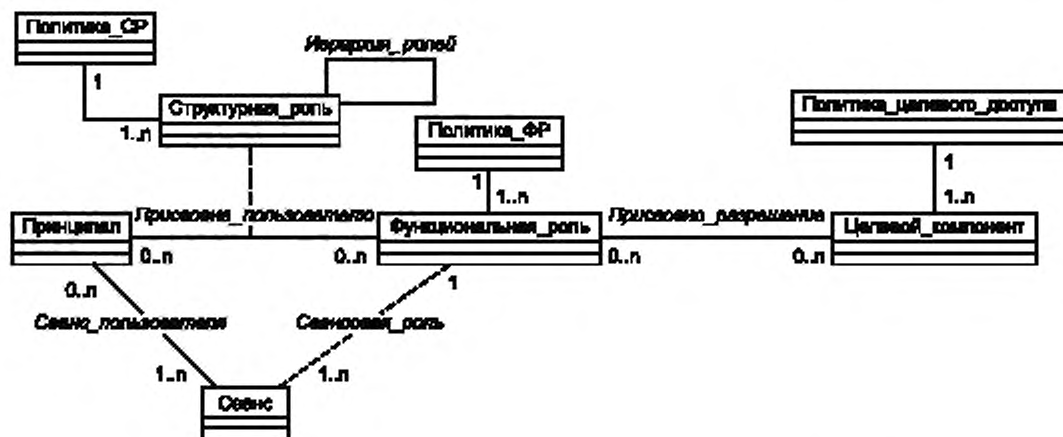 Политика_СР
Иерархия_ролей
1
Структурная_роль
1..n
Политика_ФР
Политика_целевого_доступа
1
1..n
1
1..n
Принципал
Присвоена_пользователю
Функциональная_роль
Присвоено_разрешение
Целевой_компонент
0..n
0..n
0..n
0..n
0..n
1
Сеанс_пользователя
Сеансовая_роль
1..n
1..n
Сеанс